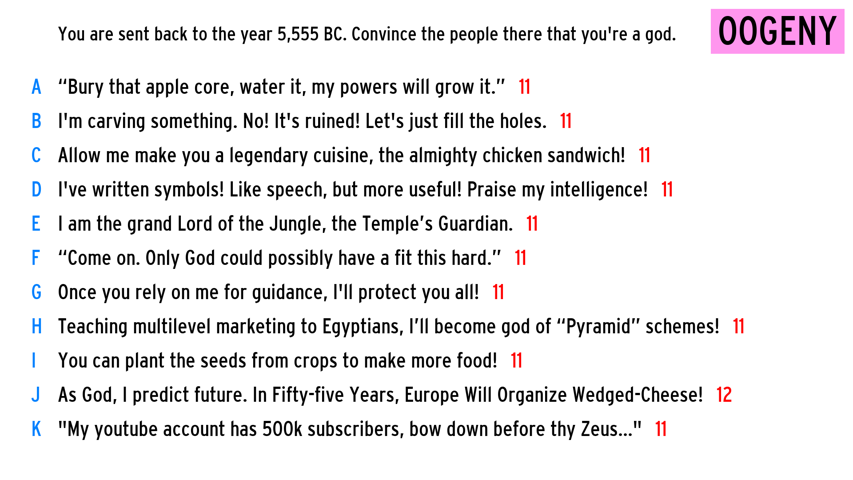 You are sent back to the year 5,555 BC. Convince the people there that you're a god.
OOGENY
A “Bury that apple core, water it, my powers will grow it.” 11
B I'm carving something. No! It's ruined! Let's just fill the holes. 11
C Allow me make you a legendary cuisine, the almighty chicken sandwich! 11
D I've written symbols! Like speech, but more useful! Praise my intelligence! 11
E I am the grand Lord of the Jungle, the Temple’s Guardian. 11
F “Come on. Only God could possibly have a fit this hard.” 11
G Once you rely on me for guidance, I'll protect you all! 11
H Teaching multilevel marketing to Egyptians, I’ll become god of “Pyramid” schemes! 11
I You can plant the seeds from crops to make more food! 11
J As God, I predict future. In Fifty-five Years, Europe Will Organize Wedged-Cheese! 12
K "My youtube account has 500k subscribers, bow down before thy Zeus..." 11